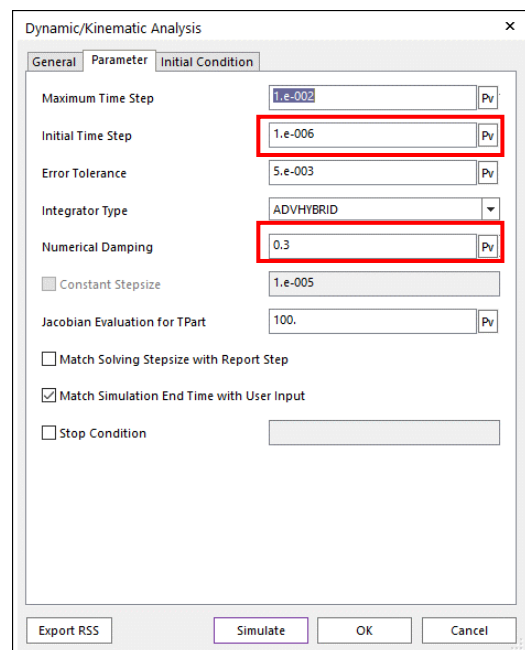 Dynamic/Kinematic Analysis
General Parameter Initial Condition
Maximum Time Step 1.e-002 Pv
Initial Time Step 1.e-006 Pv
Error Tolerance 5.e-003 Pv
Integrator Type ADVHYBRID
Numerical Damping 0.3 Pv
Constant Stepsize 1.e-005
Jacobian Evaluation for TPart 100. Pv
Match Solving Stepsize with Report Step
Match Simulation End Time with User Input
Stop Condition
Export RSS Simulate OK Cancel